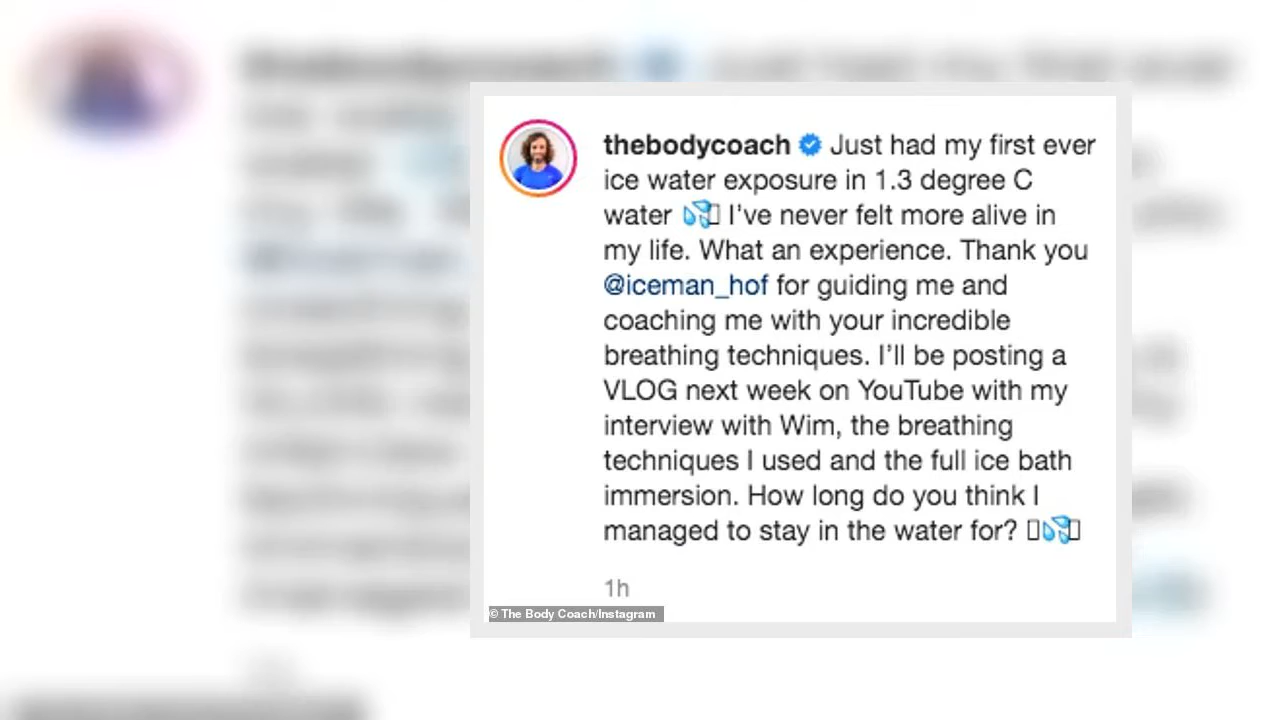 thebodycoach Just had my first ever
ice water exposure in 1.3 degree C
water 💦 I’ve never felt more alive in
my life. What an experience. Thank you
@iceman_hof for guiding me and
coaching me with your incredible
breathing techniques. I’ll be posting a
VLOG next week on YouTube with my
interview with Wim, the breathing
techniques I used and the full ice bath
immersion. How long do you think I
managed to stay in the water for? 💦
1h
© The Body Coach/Instagram